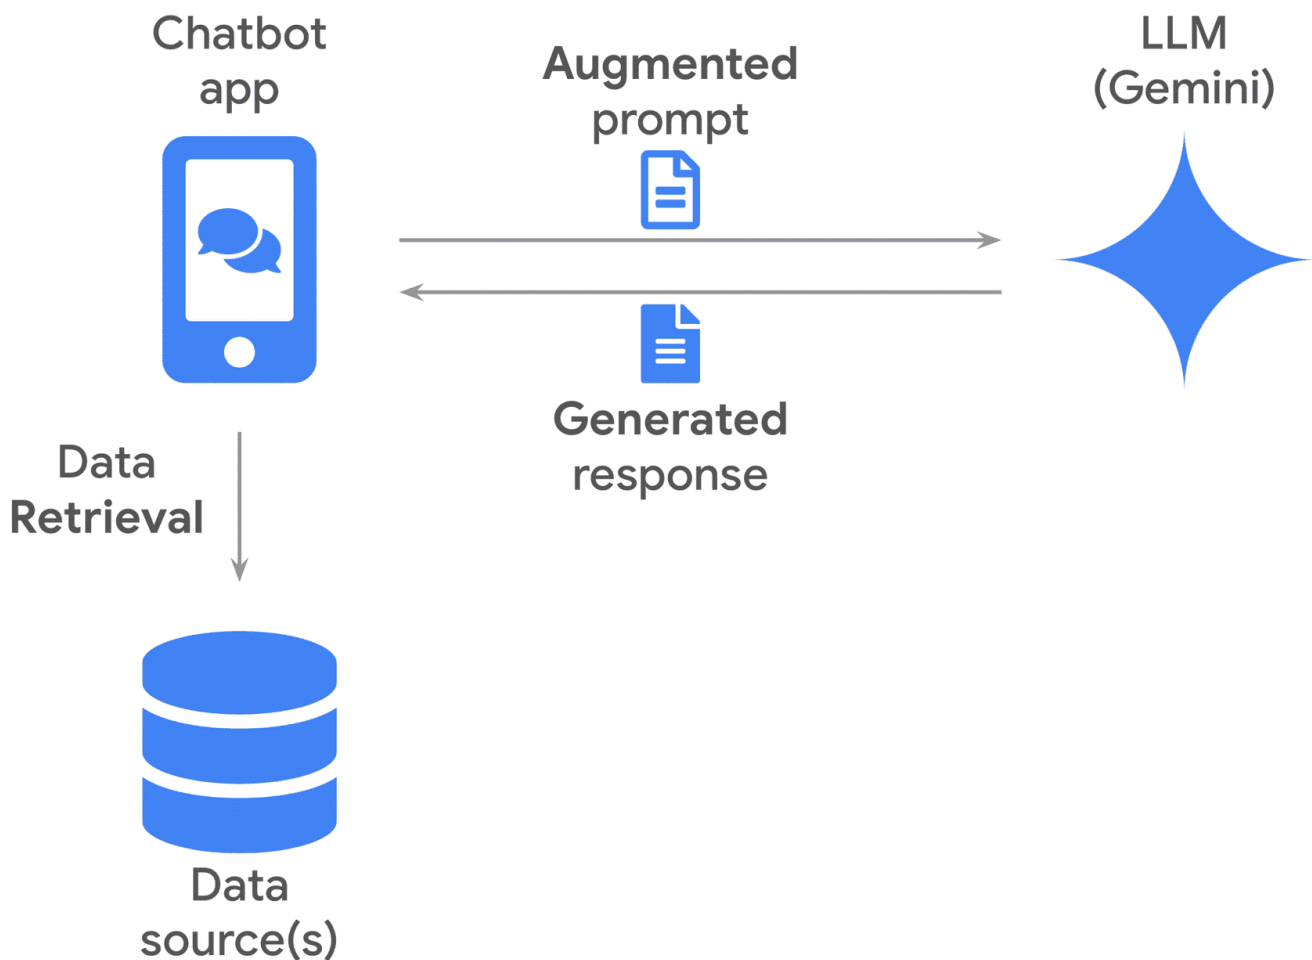 Chatbot
app
Augmented
prompt
LLM
(Gemini)
Generated
response
Data
Retrieval
Data
source(s)